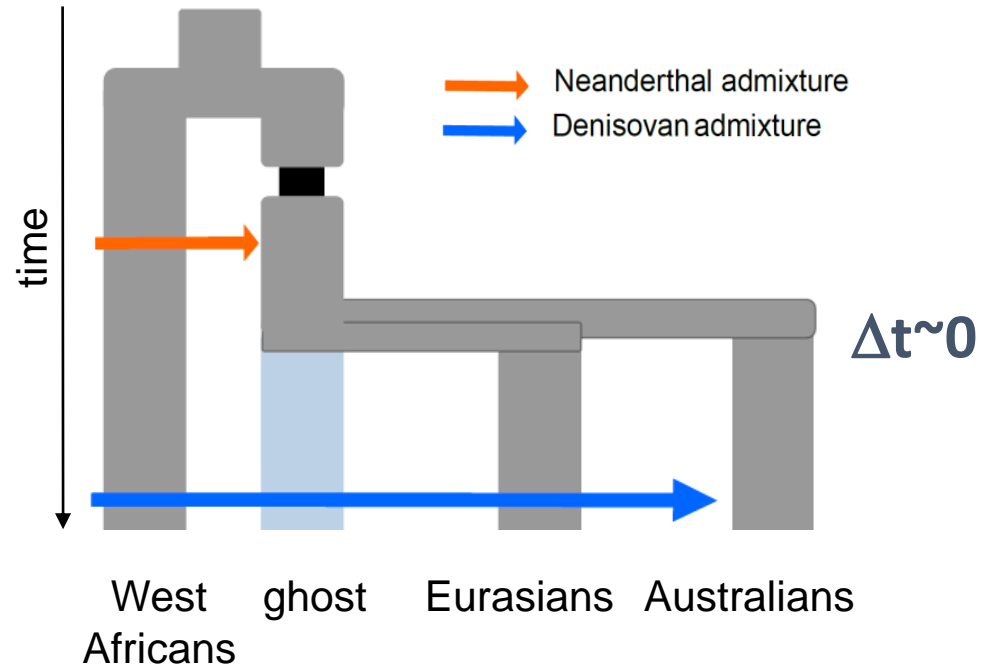 Neanderthal admixture
Denisovan admixture
time
Δt~0
West ghost Eurasians Australians
Africans